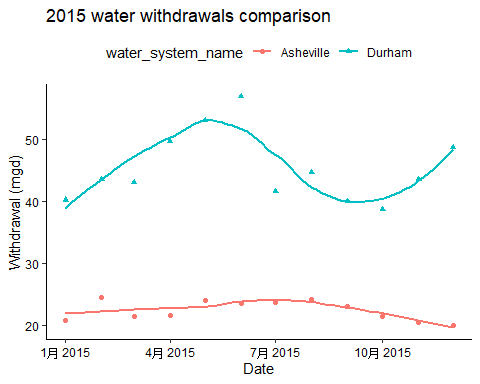 2015 water withdrawals comparison
water_system_name Asheville Durham
Withdrawal (mgd)
50
40
30
20
1月 2015 4月 2015 7月 2015 10月 2015
Date